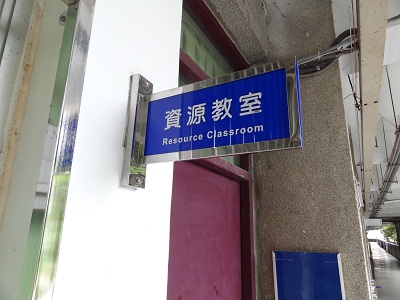 資源教室
Resource Classroom